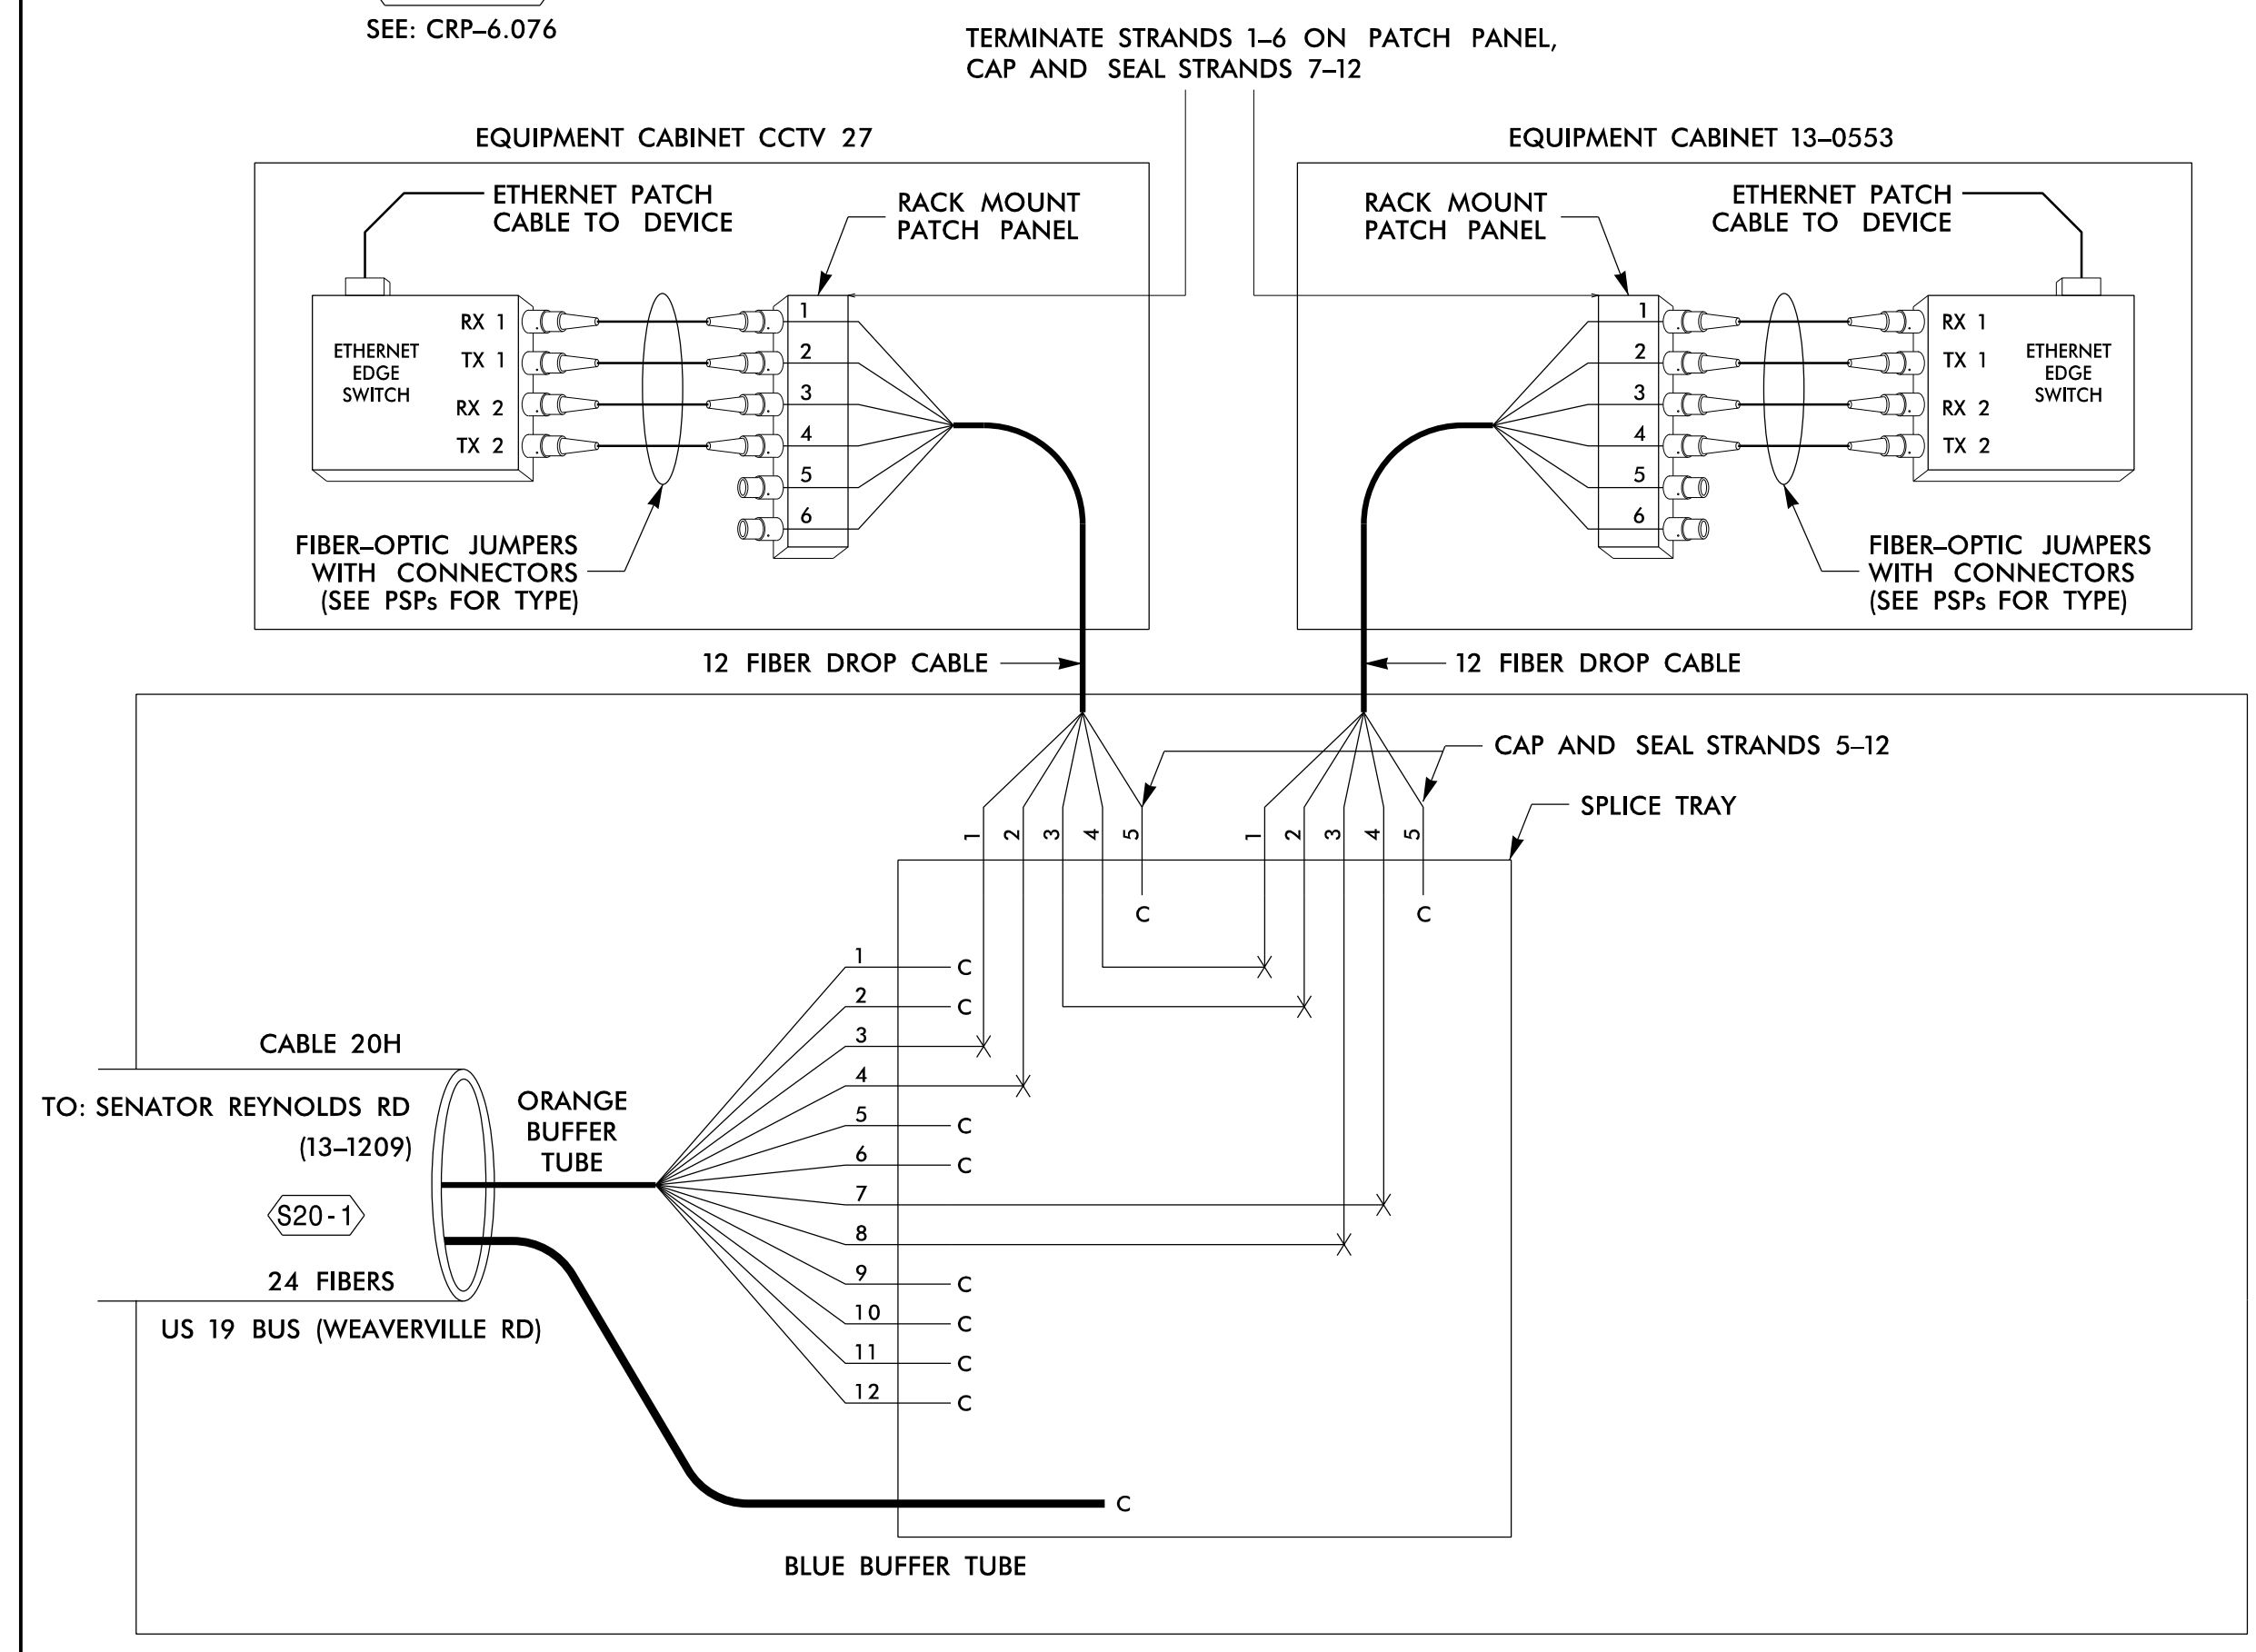 SEE: CRP–6.076
TERMINATE STRANDS 1–6 ON PATCH PANEL,
CAP AND SEAL STRANDS 7–12
EQUIPMENT CABINET CCTV 27
ETHERNET PATCH
CABLE TO DEVICE
RACK MOUNT
PATCH PANEL
ETHERNET
EDGE
SWITCH
RX 1
TX 1
RX 2
TX 2
1
2
3
4
5
6
FIBER–OPTIC JUMPERS
WITH CONNECTORS
(SEE PSPs FOR TYPE)
EQUIPMENT CABINET 13–0553
RACK MOUNT
PATCH PANEL
ETHERNET PATCH
CABLE TO DEVICE
1
2
3
4
5
6
RX 1
TX 1
RX 2
TX 2
ETHERNET
EDGE
SWITCH
FIBER–OPTIC JUMPERS
WITH CONNECTORS
(SEE PSPs FOR TYPE)
12 FIBER DROP CABLE
12 FIBER DROP CABLE
CAP AND SEAL STRANDS 5–12
SPLICE TRAY
1 2 3 4 5
1 2 3 4 5
C
C
1 C
2 C
3
4
5 C
6 C
7
8
9 C
10 C
11 C
12 C
CABLE 20H
TO: SENATOR REYNOLDS RD
(13–1209)
S20-1
24 FIBERS
US 19 BUS (WEAVERVILLE RD)
ORANGE
BUFFER
TUBE
C
BLUE BUFFER TUBE